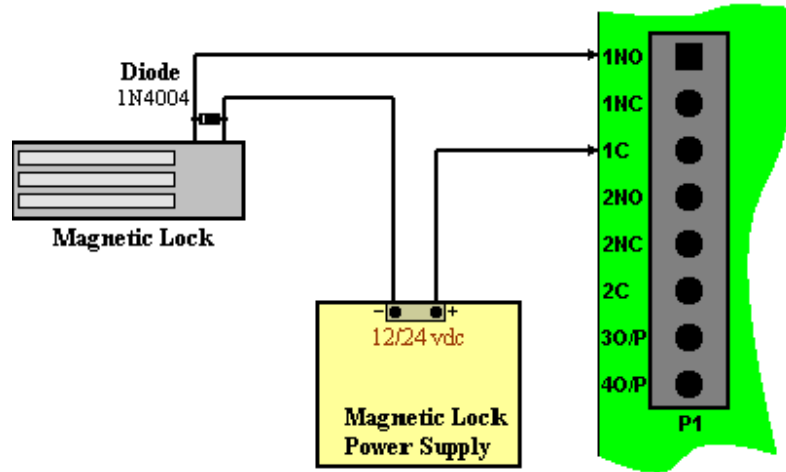 Diode
1N4004
Magnetic Lock
- +
12/24 vdc
Magnetic Lock
Power Supply
1NO
1NC
1C
2NO
2NC
2C
3O/P
4O/P
P1